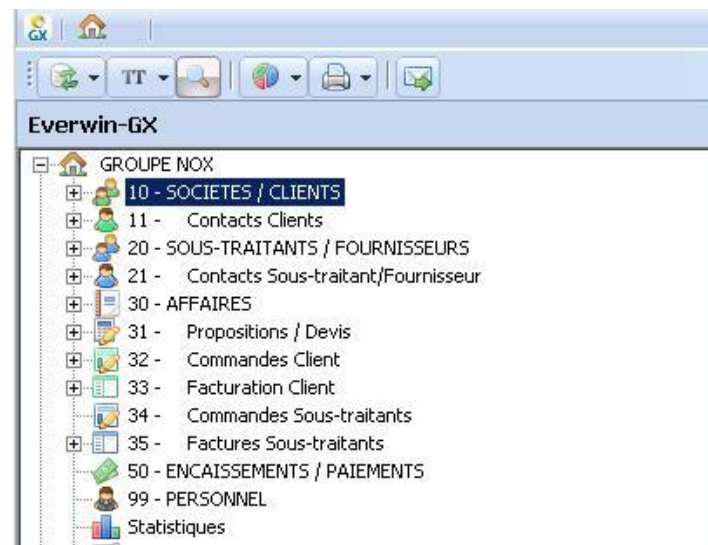 GX
TT
Everwin-GX
GROUPE NOX
10 - SOCIETES / CLIENTS
11 - Contacts Clients
20 - SOUS-TRAITANTS / FOURNISSEURS
21 - Contacts Sous-traitant/Fournisseur
30 - AFFAIRES
31 - Propositions / Devis
32 - Commandes Client
33 - Facturation Client
34 - Commandes Sous-traitants
35 - Factures Sous-traitants
50 - ENCAISSEMENTS / PAIEMENTS
99 - PERSONNEL
Statistiques